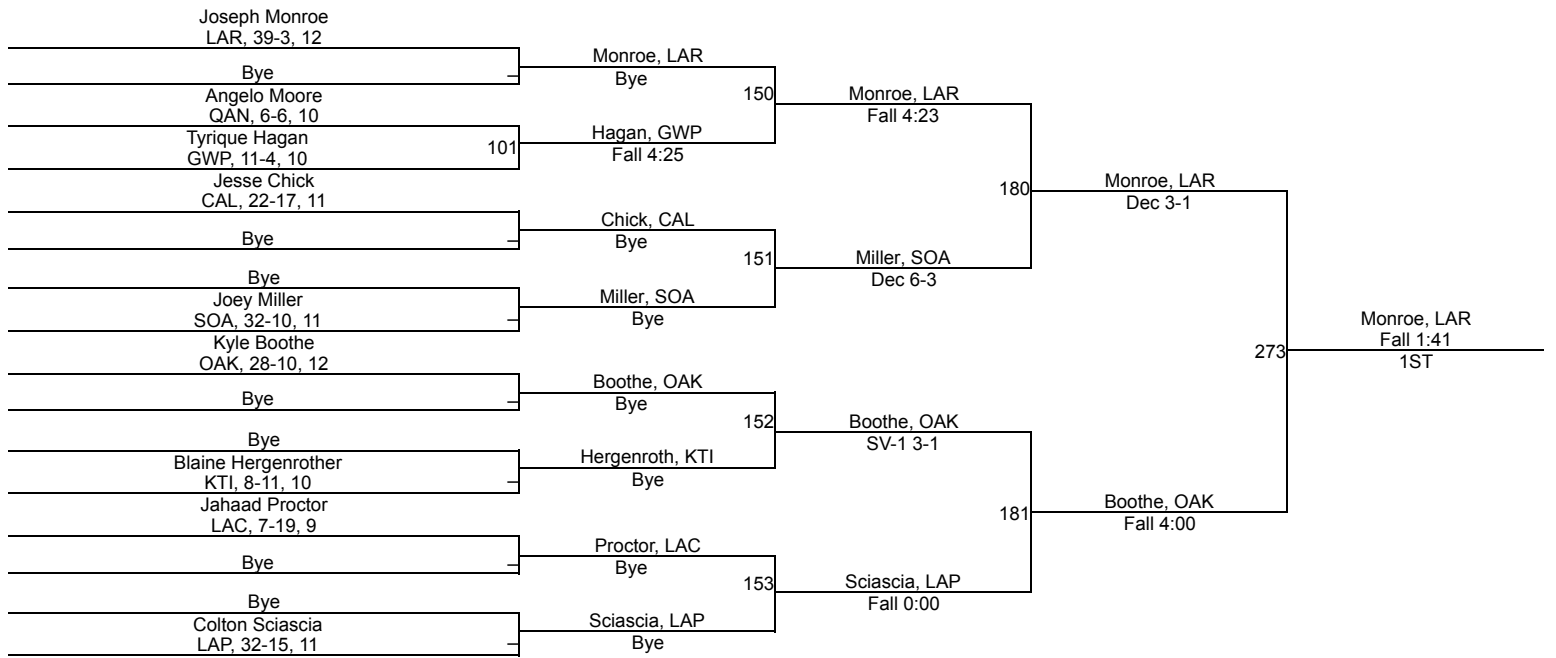 Joseph Monroe
LAR, 39-3, 12
Bye
Angelo Moore
QAN, 6-6, 10
Tyrique Hagan
GWP, 11-4, 10
Jesse Chick
CAL, 22-17, 11
Bye
Bye
Joey Miller
SOA, 32-10, 11
Kyle Boothe
OAK, 28-10, 12
Bye
Bye
Blaine Hergenrother
KTI, 8-11, 10
Jahaad Proctor
LAC, 7-19, 9
Bye
Bye
Colton Sciascia
LAP, 32-15, 11
–
101
–
–
–
–
–
–
Monroe, LAR
Bye
Hagan, GWP
Fall 4:25
Chick, CAL
Bye
Miller, SOA
Bye
Boothe, OAK
Bye
Hergenroth, KTI
Bye
Proctor, LAC
Bye
Sciascia, LAP
Bye
150
151
152
153
Monroe, LAR
Fall 4:23
Miller, SOA
Dec 6-3
Boothe, OAK
SV-1 3-1
Sciascia, LAP
Fall 0:00
180
181
Monroe, LAR
Dec 3-1
Boothe, OAK
Fall 4:00
273
Monroe, LAR
Fall 1:41
1ST